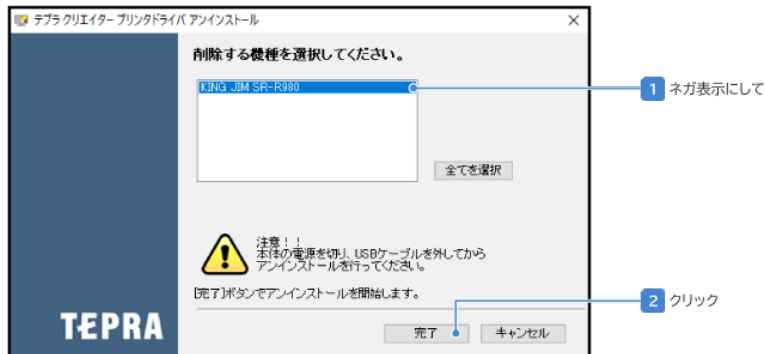 テプラ クリエイター プリンタドライバ アンインストール
削除する機種を選択してください。
KING JIM SR-R980
1 ネガ表示にして
全てを選択
注意！！
本体の電源を切り、USBケーブルを外してから
アンインストールを行ってください。
[完了]ボタンでアンインストールを開始します。
2 クリック
TEPRA
完了
キャンセル